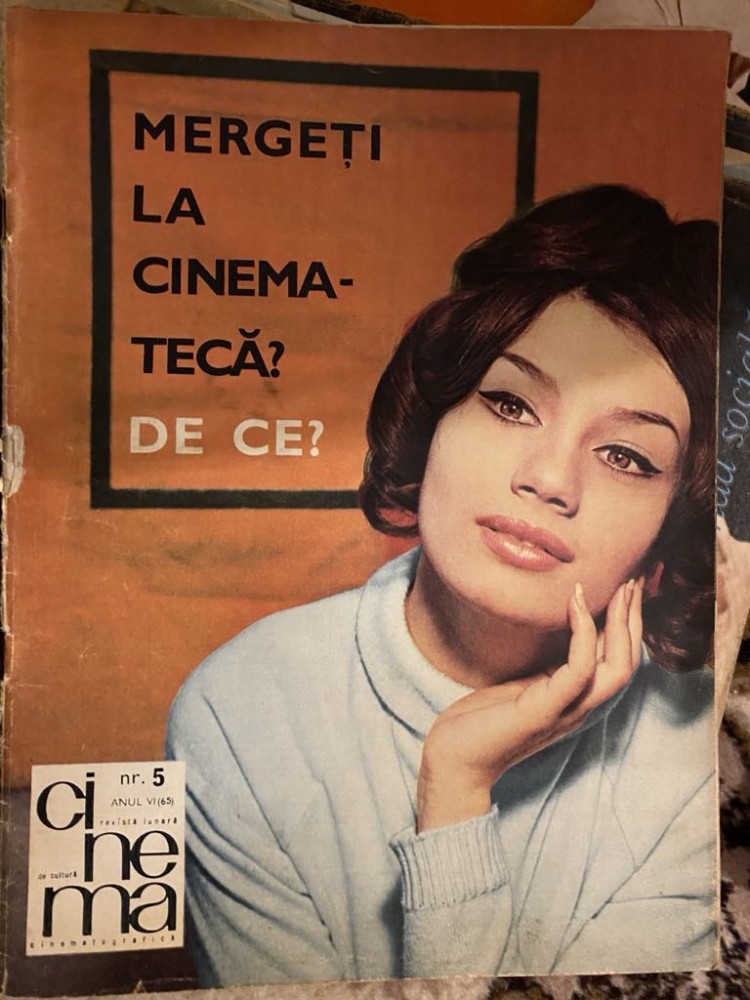 MERGEȚI
LA
CINEMA-
TECĂ?
DE CE?
nr. 5
ANUL VI (65)
ci
revistă lunară
ne
de cultură
ma
cinematografică
social